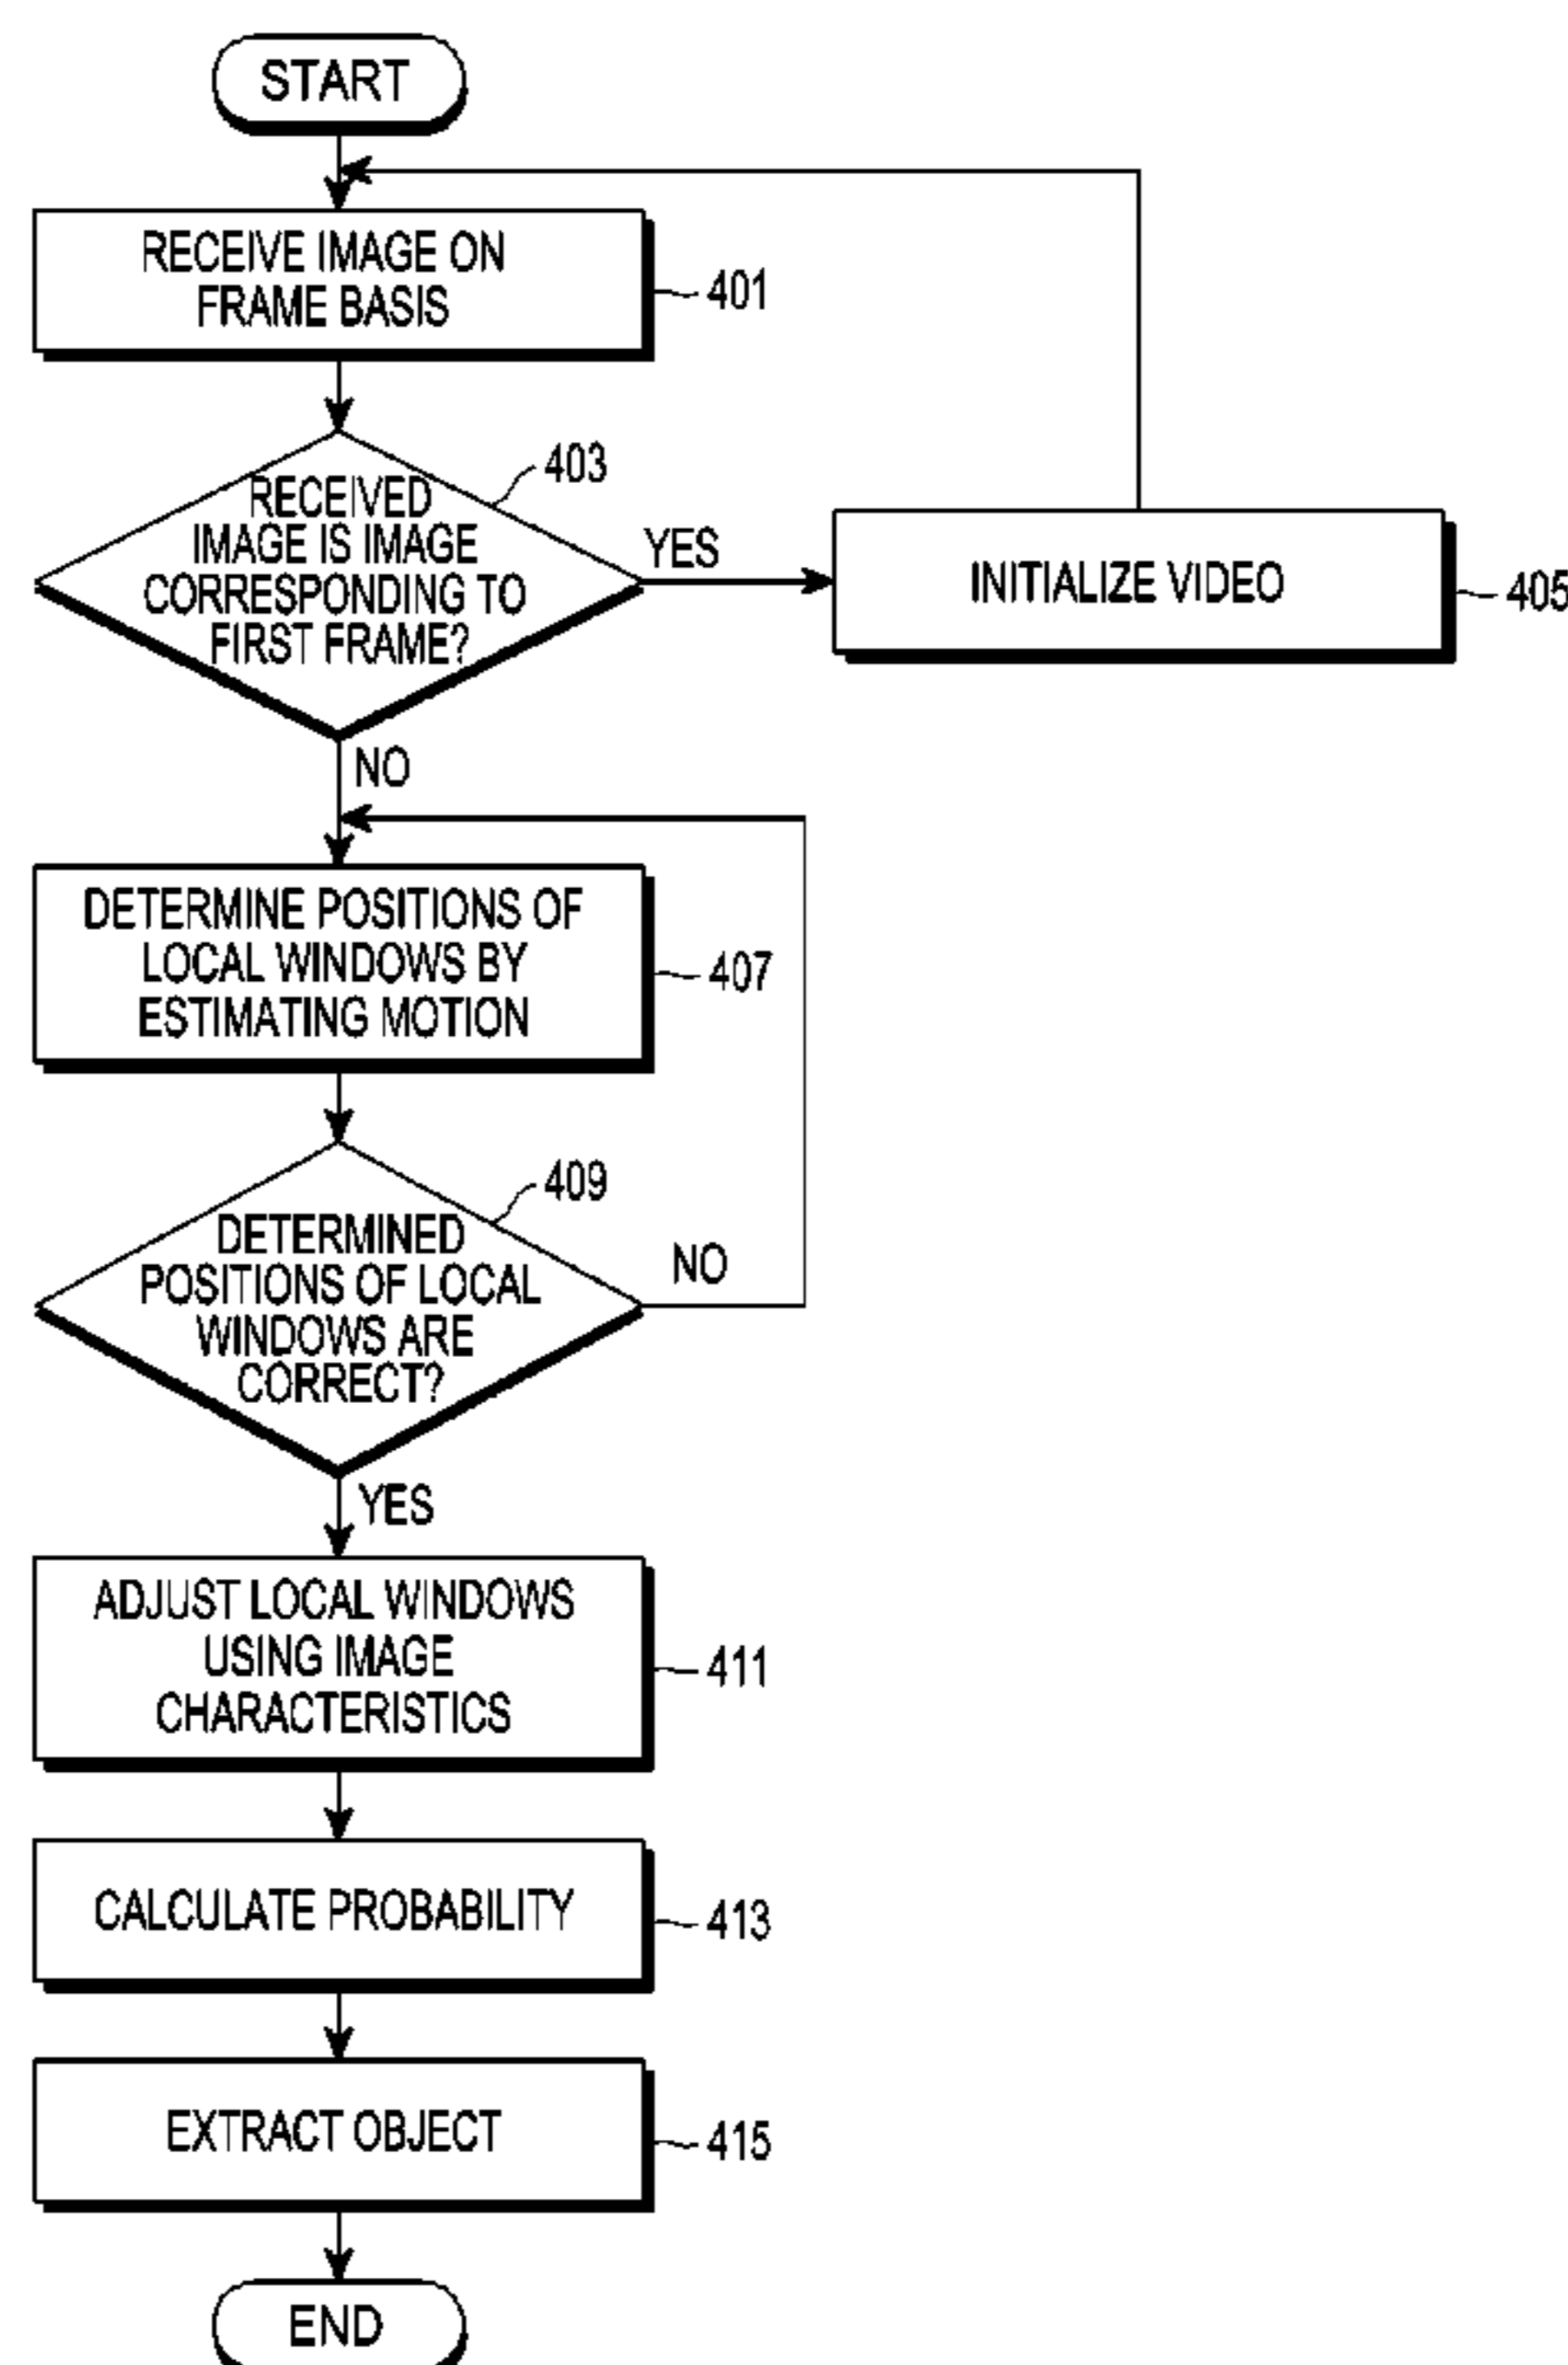 START
RECEIVE IMAGE ON
FRAME BASIS
401
403
RECEIVED
IMAGE IS IMAGE
CORRESPONDING TO
FIRST FRAME?
YES
INITIALIZE VIDEO
405
NO
DETERMINE POSITIONS OF
LOCAL WINDOWS BY
ESTIMATING MOTION
407
409
DETERMINED
POSITIONS OF LOCAL
WINDOWS ARE
CORRECT?
NO
YES
ADJUST LOCAL WINDOWS
USING IMAGE
CHARACTERISTICS
411
CALCULATE PROBABILITY
413
EXTRACT OBJECT
415
END